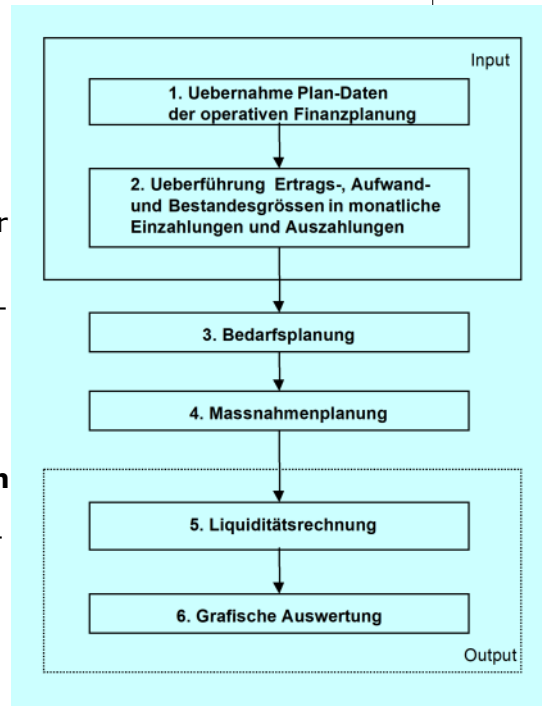 Input
1. Uebernahme Plan-Daten
der operativen Finanzplanung
2. Ueberführung Ertrags-, Aufwand-
und Bestandesgrössen in monatliche
Einzahlungen und Auszahlungen
3. Bedarfsplanung
4. Massnahmenplanung
5. Liquiditätsrechnung
6. Grafische Auswertung
Output